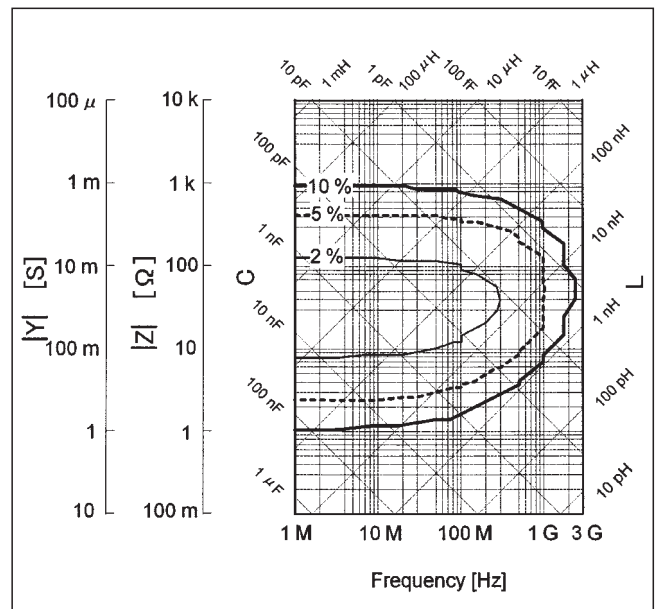 10 pF 1 mH 1 pF 100 μH 100 fF 10 μH 10 fF 1 μH
100 μ 10 k
100 pF 100 nH
1 m 1 k 10 %
5 %
1 nF 10 nH
2 %
|Y| [S] 10 m |Z| [Ω] 100 C L
10 nF 1 nH
100 m 10
100 nF 100 pH
1 1
1 μF 10 pH
10 100 m
1 M 10 M 100 M 1 G 3 G
Frequency [Hz]